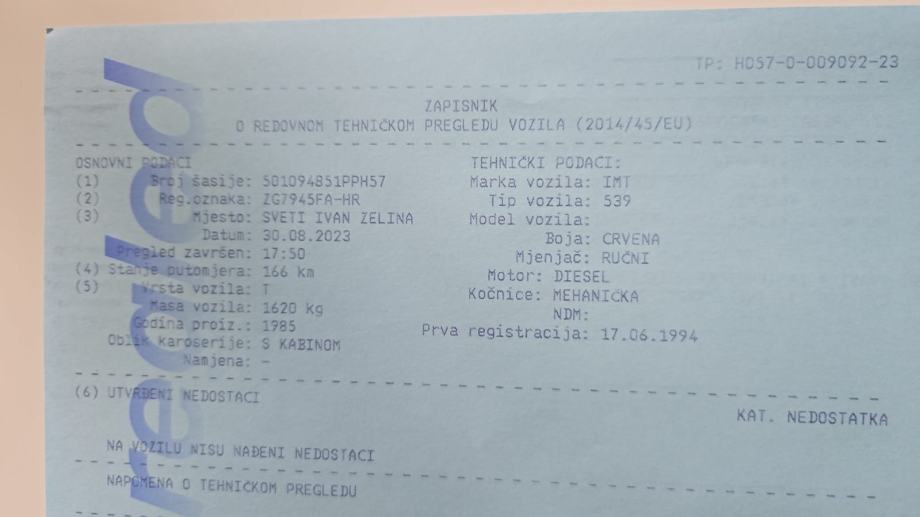 TP: H057-0-009092-23
ZAPISNIK
O REDOVNOM TEHNIČKOM PREGLEDU VOZILA (2014/45/EU)
OSNOVNI PODACI
(1) Broj šasije: 501094851PPH57
(2) Reg.oznaka: ZG7945FA-HR
(3) Mjesto: SVETI IVAN ZELINA
Datum: 30.08.2023
Pregled završen: 17:50
(4) Stanje putomjera: 166 km
(5) Vrsta vozila: T
Masa vozila: 1620 kg
Godina proiz.: 1985
Oblik karoserije: S KABINOM
Namjena: -
TEHNIČKI PODACI:
Marka vozila: IMT
Tip vozila: 539
Model vozila:
Boja: CRVENA
Mjenjač: RUČNI
Motor: DIESEL
Kočnice: MEHANIČKA
NDM:
Prva registracija: 17.06.1994
(6) UTVRĐENI NEDOSTACI
KAT. NEDOSTATKA
NA VOZILU NISU NAĐENI NEDOSTACI
NAPOMENA O TEHNIČKOM PREGLEDU